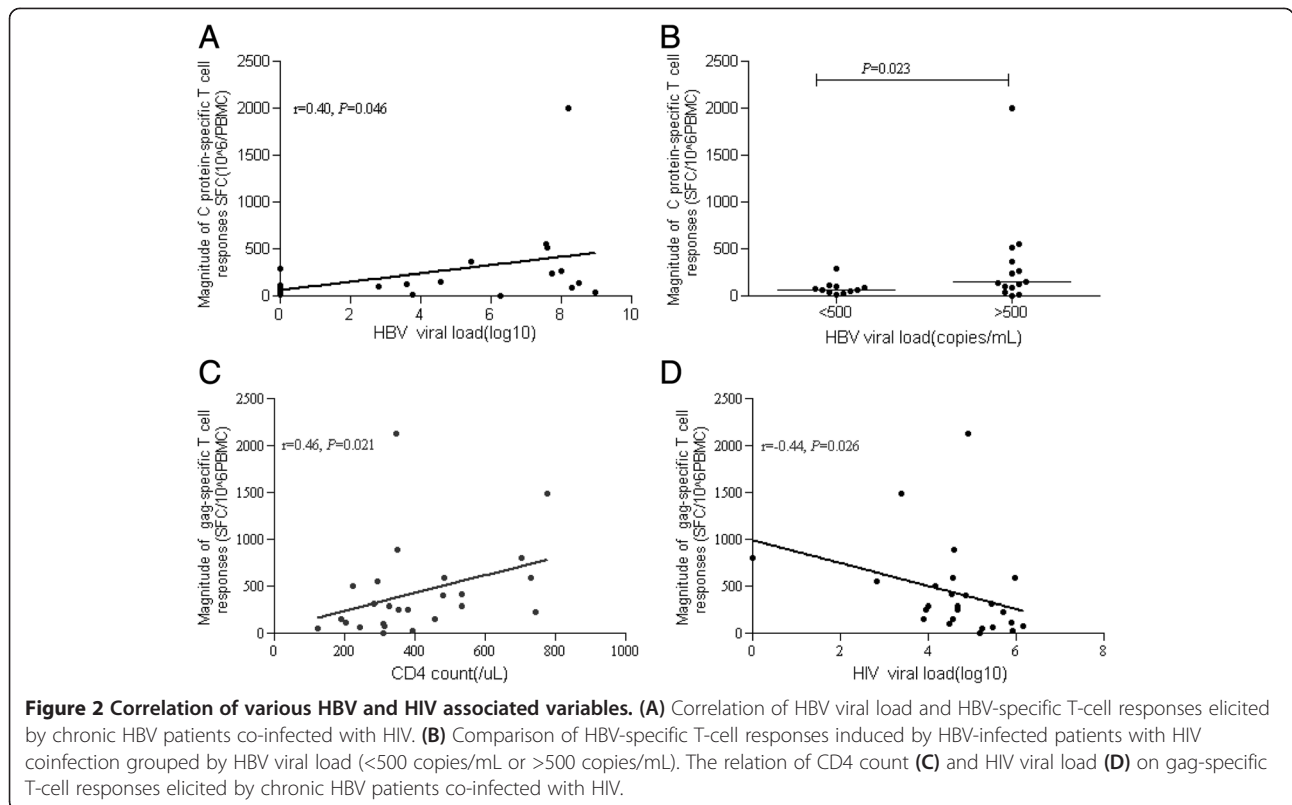 A
Magnitude of C protein-specific T cell
responses SFC(10^6/PBMC)
2500
2000
1500
1000
500
0
r=0.40, P=0.046
0 2 4 6 8 10
HBV viral load(log10)
B
Magnitude of C protein-specific T cell
responses (SFC/10^6PBMC)
2500
2000
1500
1000
500
0
P=0.023
<500 >500
HBV viral load(copies/mL)
C
Magnitude of gag-specific T cell
responses (SFC/10^6PBMC)
2500
2000
1500
1000
500
0
r=0.46, P=0.021
0 200 400 600 800 1000
CD4 count(/uL)
D
Magnitude of gag-specific T cell
responses (SFC/10^6PBMC)
2500
2000
1500
1000
500
0
r=-0.44, P=0.026
0 2 4 6 8
HIV viral load(log10)
Figure 2 Correlation of various HBV and HIV associated variables. (A) Correlation of HBV viral load and HBV-specific T-cell responses elicited
by chronic HBV patients co-infected with HIV. (B) Comparison of HBV-specific T-cell responses induced by HBV-infected patients with HIV
coinfection grouped by HBV viral load (<500 copies/mL or >500 copies/mL). The relation of CD4 count (C) and HIV viral load (D) on gag-specific
T-cell responses elicited by chronic HBV patients co-infected with HIV.